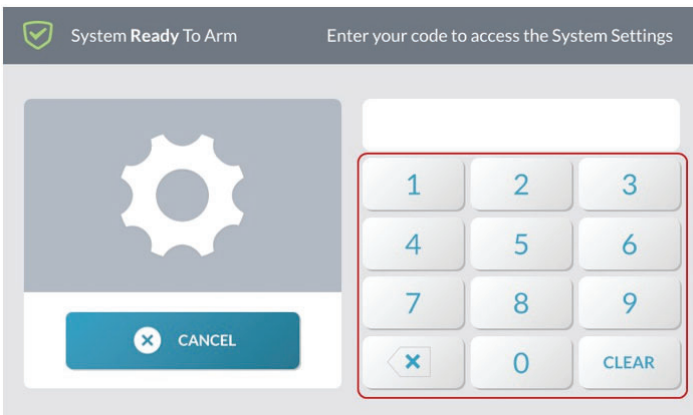 System Ready To Arm
Enter your code to access the System Settings
1 2 3
4 5 6
7 8 9
0 CLEAR
CANCEL